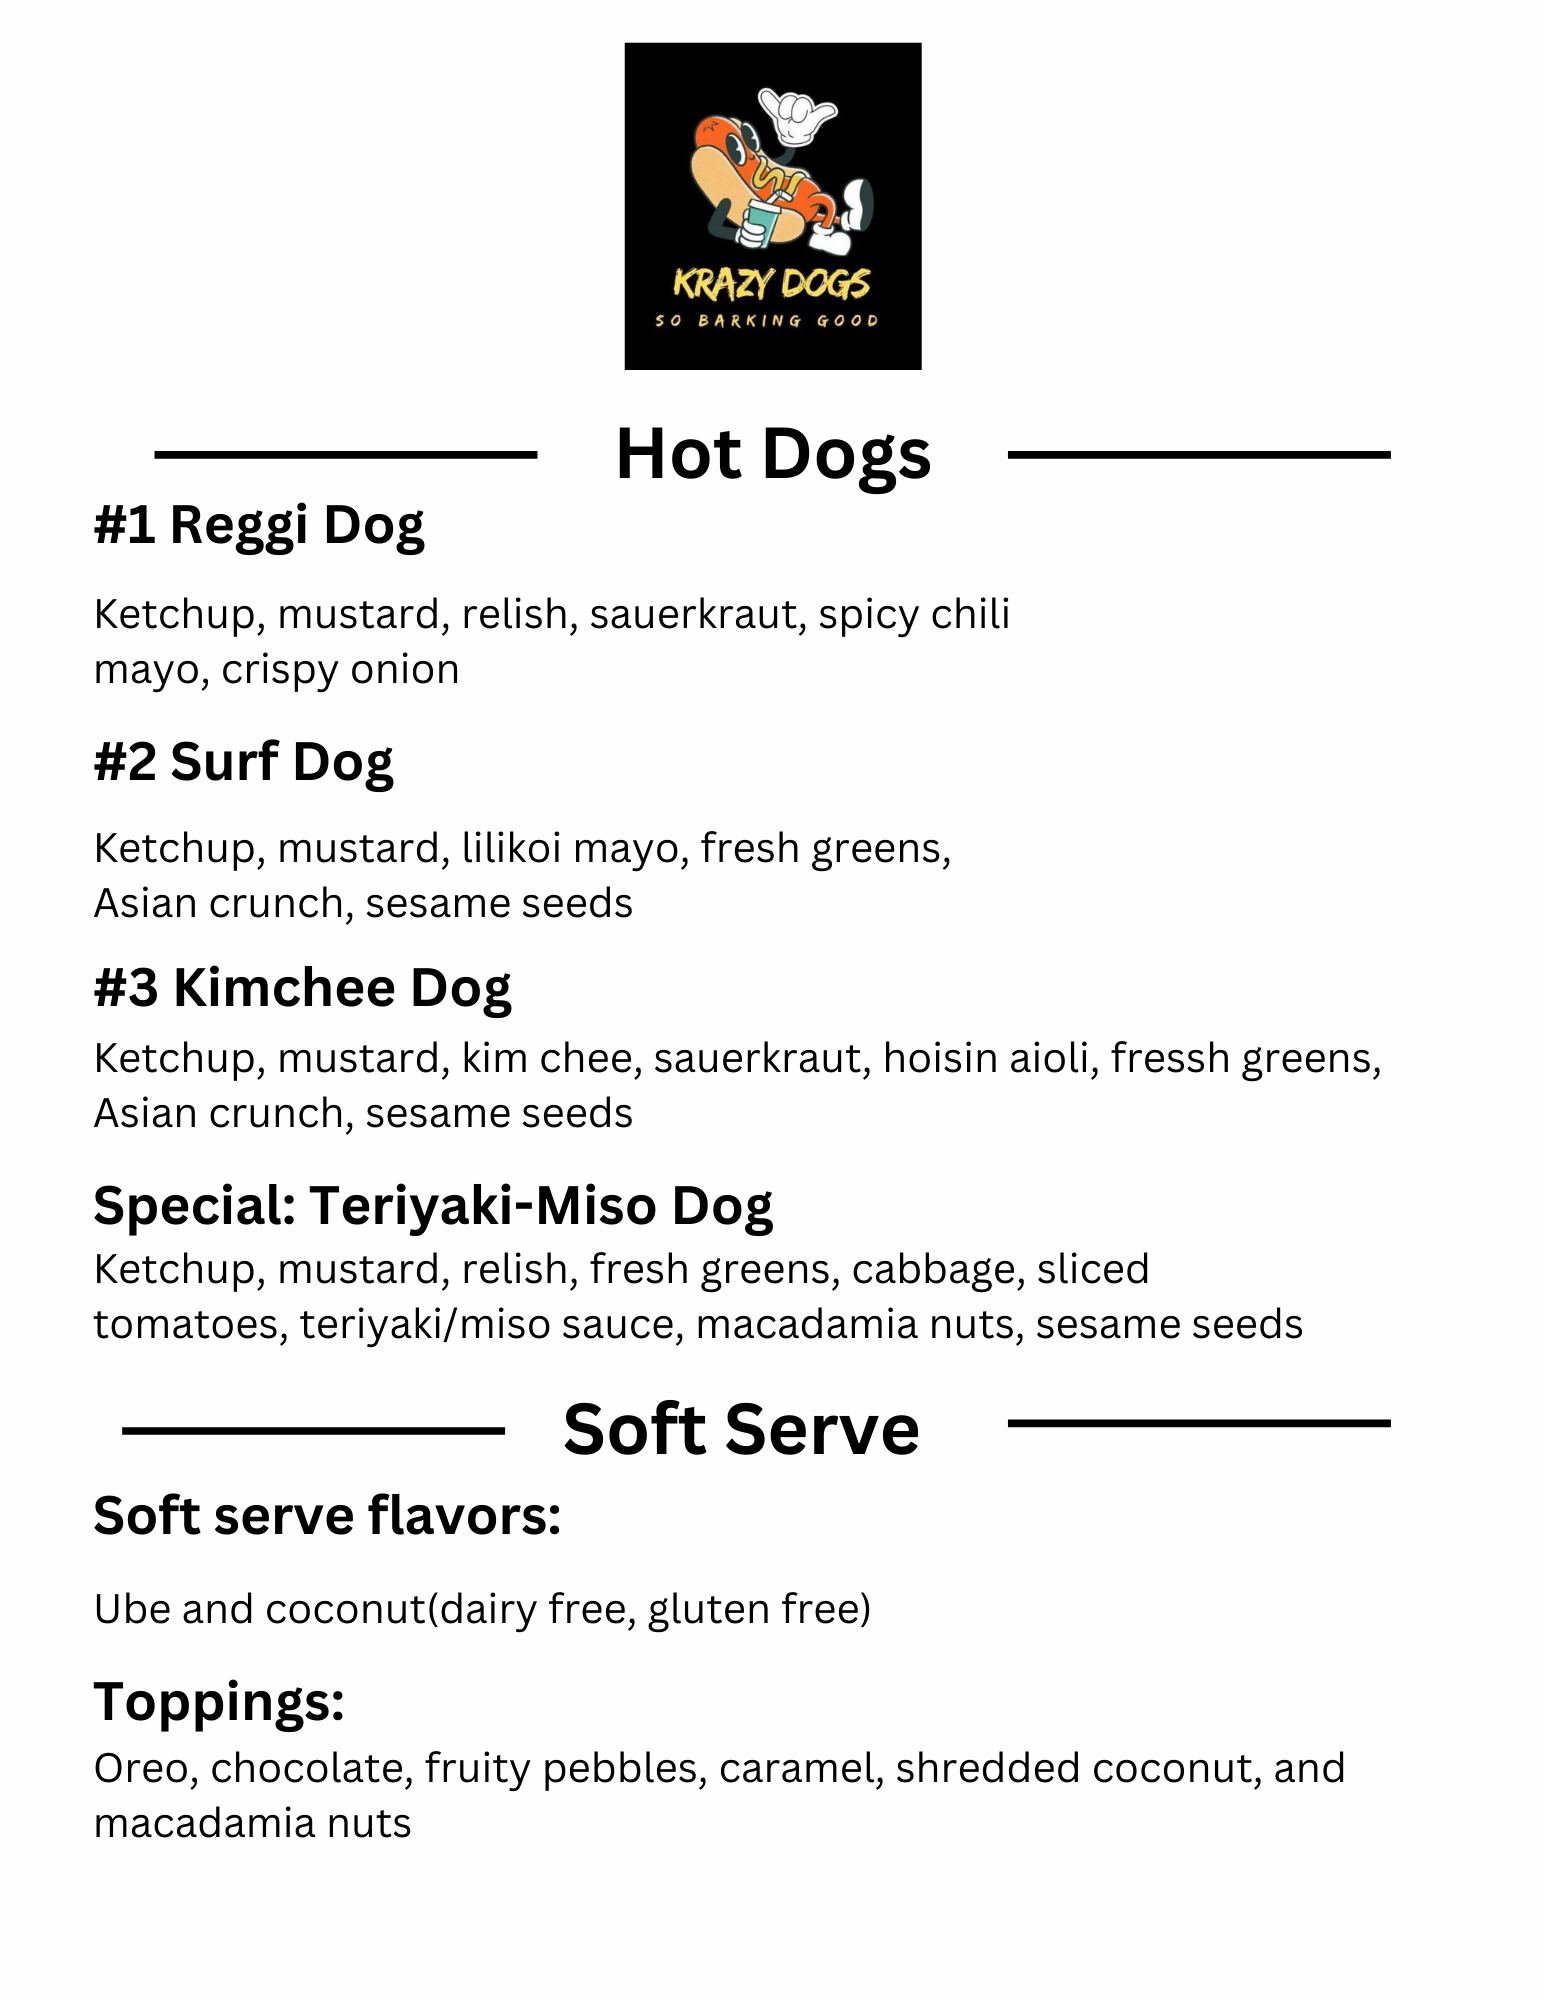 KRAZY DOGS
SO BARKING GOOD
Hot Dogs
#1 Reggi Dog
Ketchup, mustard, relish, sauerkraut, spicy chili
mayo, crispy onion
#2 Surf Dog
Ketchup, mustard, lilikoi mayo, fresh greens,
Asian crunch, sesame seeds
#3 Kimchee Dog
Ketchup, mustard, kim chee, sauerkraut, hoisin aioli, fressh greens,
Asian crunch, sesame seeds
Special: Teriyaki-Miso Dog
Ketchup, mustard, relish, fresh greens, cabbage, sliced
tomatoes, teriyaki/miso sauce, macadamia nuts, sesame seeds
Soft Serve
Soft serve flavors:
Ube and coconut(dairy free, gluten free)
Toppings:
Oreo, chocolate, fruity pebbles, caramel, shredded coconut, and
macadamia nuts